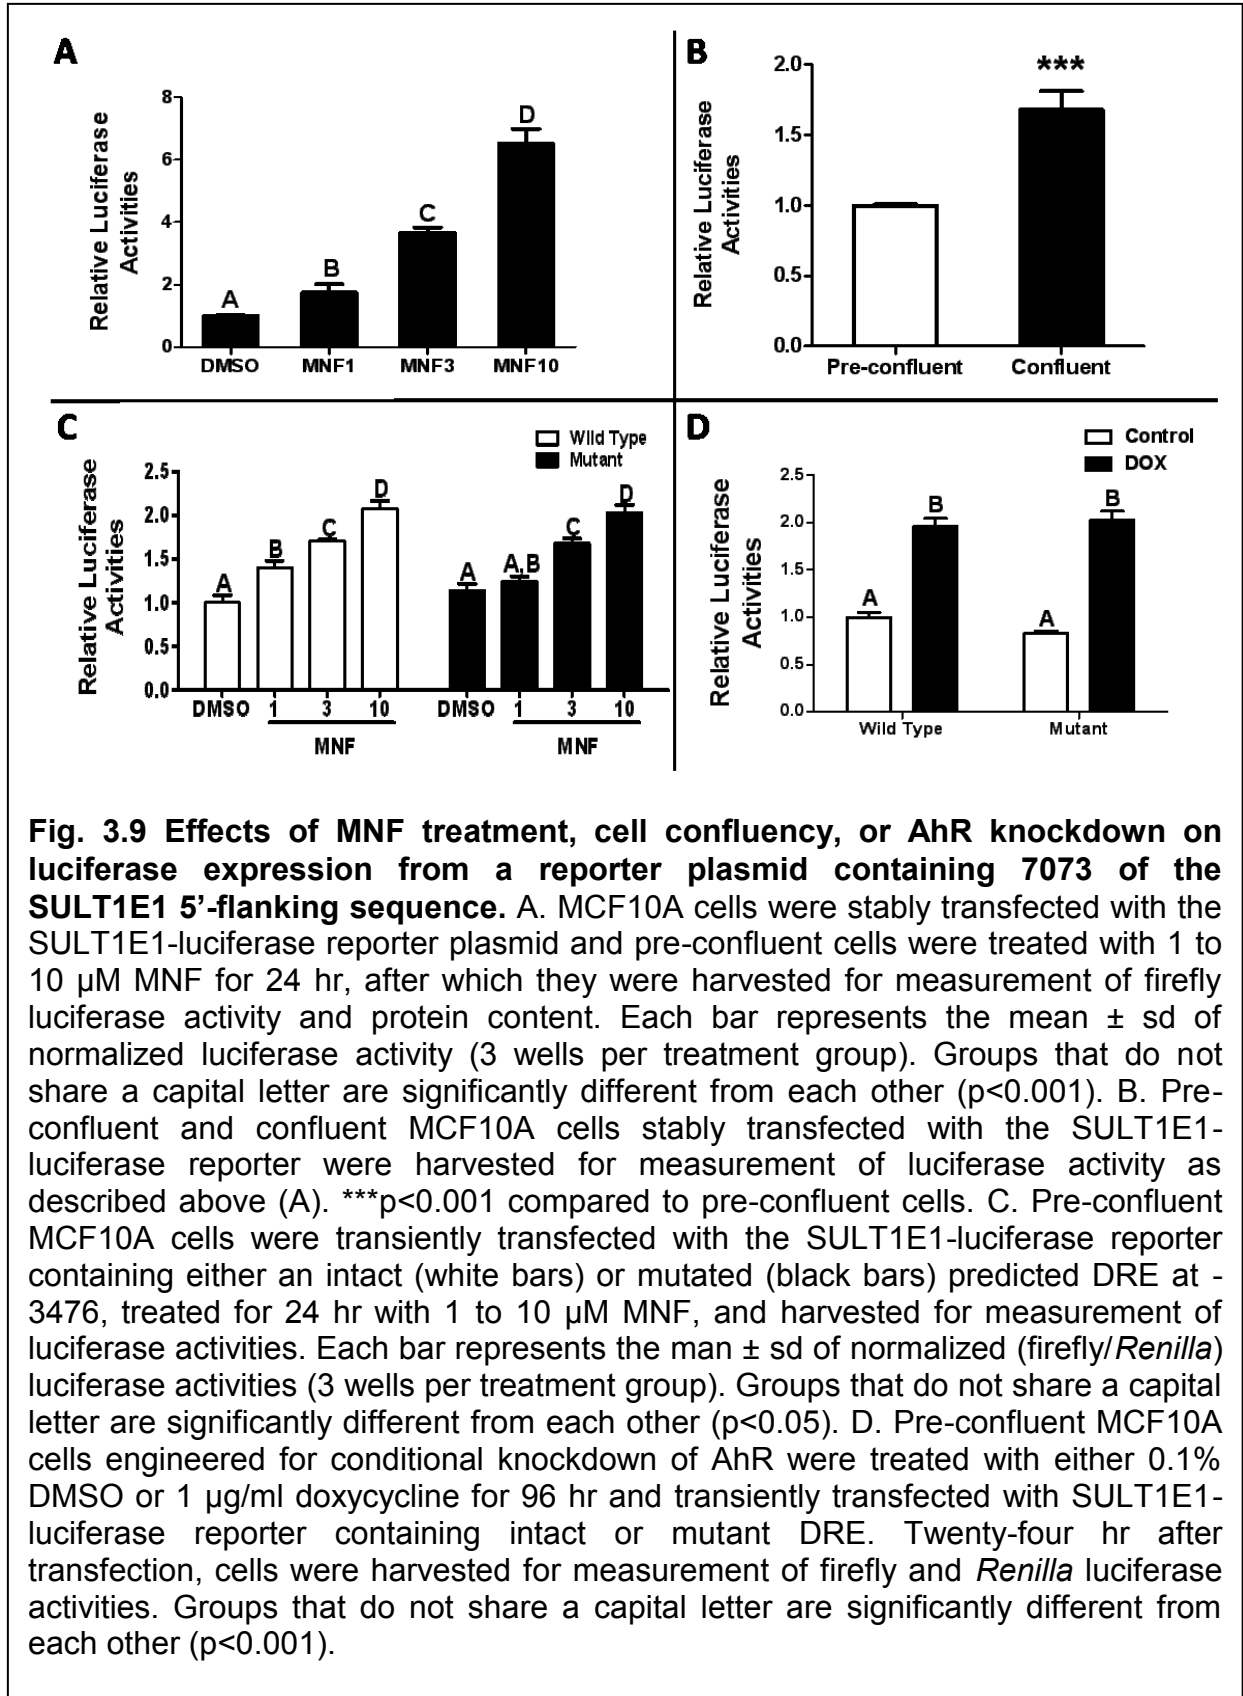 A
Relative Luciferase
Activities
8
6
4
2
0
A
B
C
D
DMSO
MNF1
MNF3
MNF10
B
Relative Luciferase
Activities
2.0
1.5
1.0
0.5
0.0
***
Pre-confluent
Confluent
C
Wild Type
Mutant
Relative Luciferase
Activities
2.5
2.0
1.5
1.0
0.5
0.0
A
B
C
D
A
A,B
C
D
DMSO
1
3
10
DMSO
1
3
10
MNF
MNF
D
Control
DOX
Relative Luciferase
Activities
2.5
2.0
1.5
1.0
0.5
0.0
A
B
A
B
Wild Type
Mutant
Fig. 3.9 Effects of MNF treatment, cell confluency, or AhR knockdown on
luciferase expression from a reporter plasmid containing 7073 of the
SULT1E1 5’-flanking sequence. A. MCF10A cells were stably transfected with the
SULT1E1-luciferase reporter plasmid and pre-confluent cells were treated with 1 to
10 µM MNF for 24 hr, after which they were harvested for measurement of firefly
luciferase activity and protein content. Each bar represents the mean ± sd of
normalized luciferase activity (3 wells per treatment group). Groups that do not
share a capital letter are significantly different from each other (p<0.001). B. Pre-
confluent and confluent MCF10A cells stably transfected with the SULT1E1-
luciferase reporter were harvested for measurement of luciferase activity as
described above (A). ***p<0.001 compared to pre-confluent cells. C. Pre-confluent
MCF10A cells were transiently transfected with the SULT1E1-luciferase reporter
containing either an intact (white bars) or mutated (black bars) predicted DRE at -
3476, treated for 24 hr with 1 to 10 µM MNF, and harvested for measurement of
luciferase activities. Each bar represents the man ± sd of normalized (firefly/Renilla)
luciferase activities (3 wells per treatment group). Groups that do not share a capital
letter are significantly different from each other (p<0.05). D. Pre-confluent MCF10A
cells engineered for conditional knockdown of AhR were treated with either 0.1%
DMSO or 1 µg/ml doxycycline for 96 hr and transiently transfected with SULT1E1-
luciferase reporter containing intact or mutant DRE. Twenty-four hr after
transfection, cells were harvested for measurement of firefly and Renilla luciferase
activities. Groups that do not share a capital letter are significantly different from
each other (p<0.001).